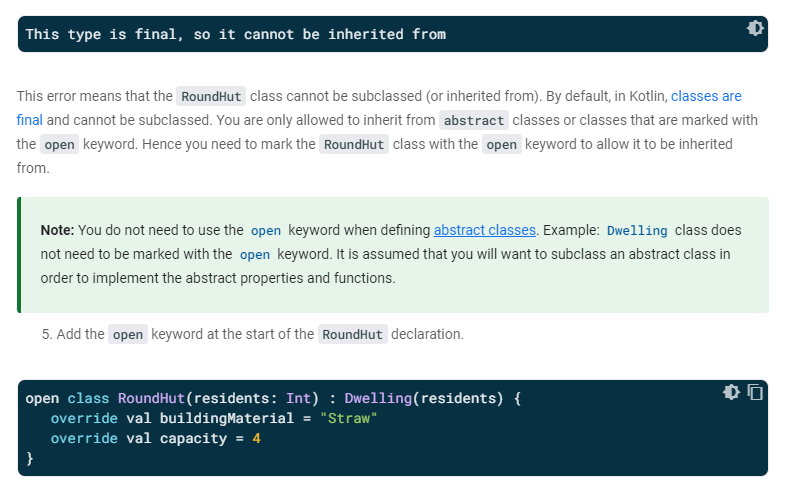 This type is final, so it cannot be inherited from
This error means that the RoundHut class cannot be subclassed (or inherited from). By default, in Kotlin, classes are
final and cannot be subclassed. You are only allowed to inherit from abstract classes or classes that are marked with
the open keyword. Hence you need to mark the RoundHut class with the open keyword to allow it to be inherited
from.
Note: You do not need to use the open keyword when defining abstract classes. Example: Dwelling class does
not need to be marked with the open keyword. It is assumed that you will want to subclass an abstract class in
order to implement the abstract properties and functions.
5. Add the open keyword at the start of the RoundHut declaration.
open class RoundHut(residents: Int) : Dwelling(residents) {
   override val buildingMaterial = "Straw"
   override val capacity = 4
}